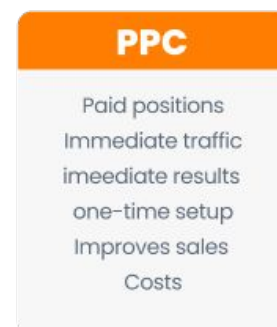 PPC
Paid positions
Immediate traffic
imeediate results
one-time setup
Improves sales
Costs